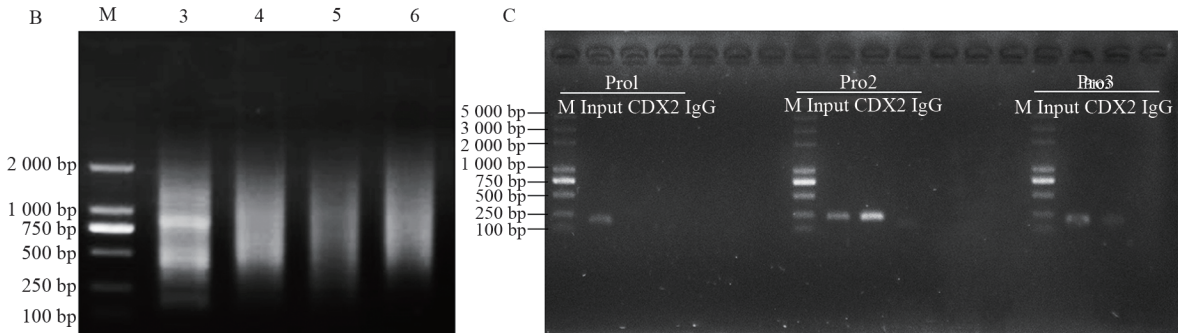 B
M 3 4 5 6
2 000 bp
1 000 bp
750 bp
500 bp
250 bp
100 bp
C
Pro1 Pro2 Pro3
M Input CDX2 IgG M Input CDX2 IgG M Input CDX2 IgG
5 000 bp
3 000 bp
2 000 bp
1 000 bp
750 bp
500 bp
250 bp
100 bp